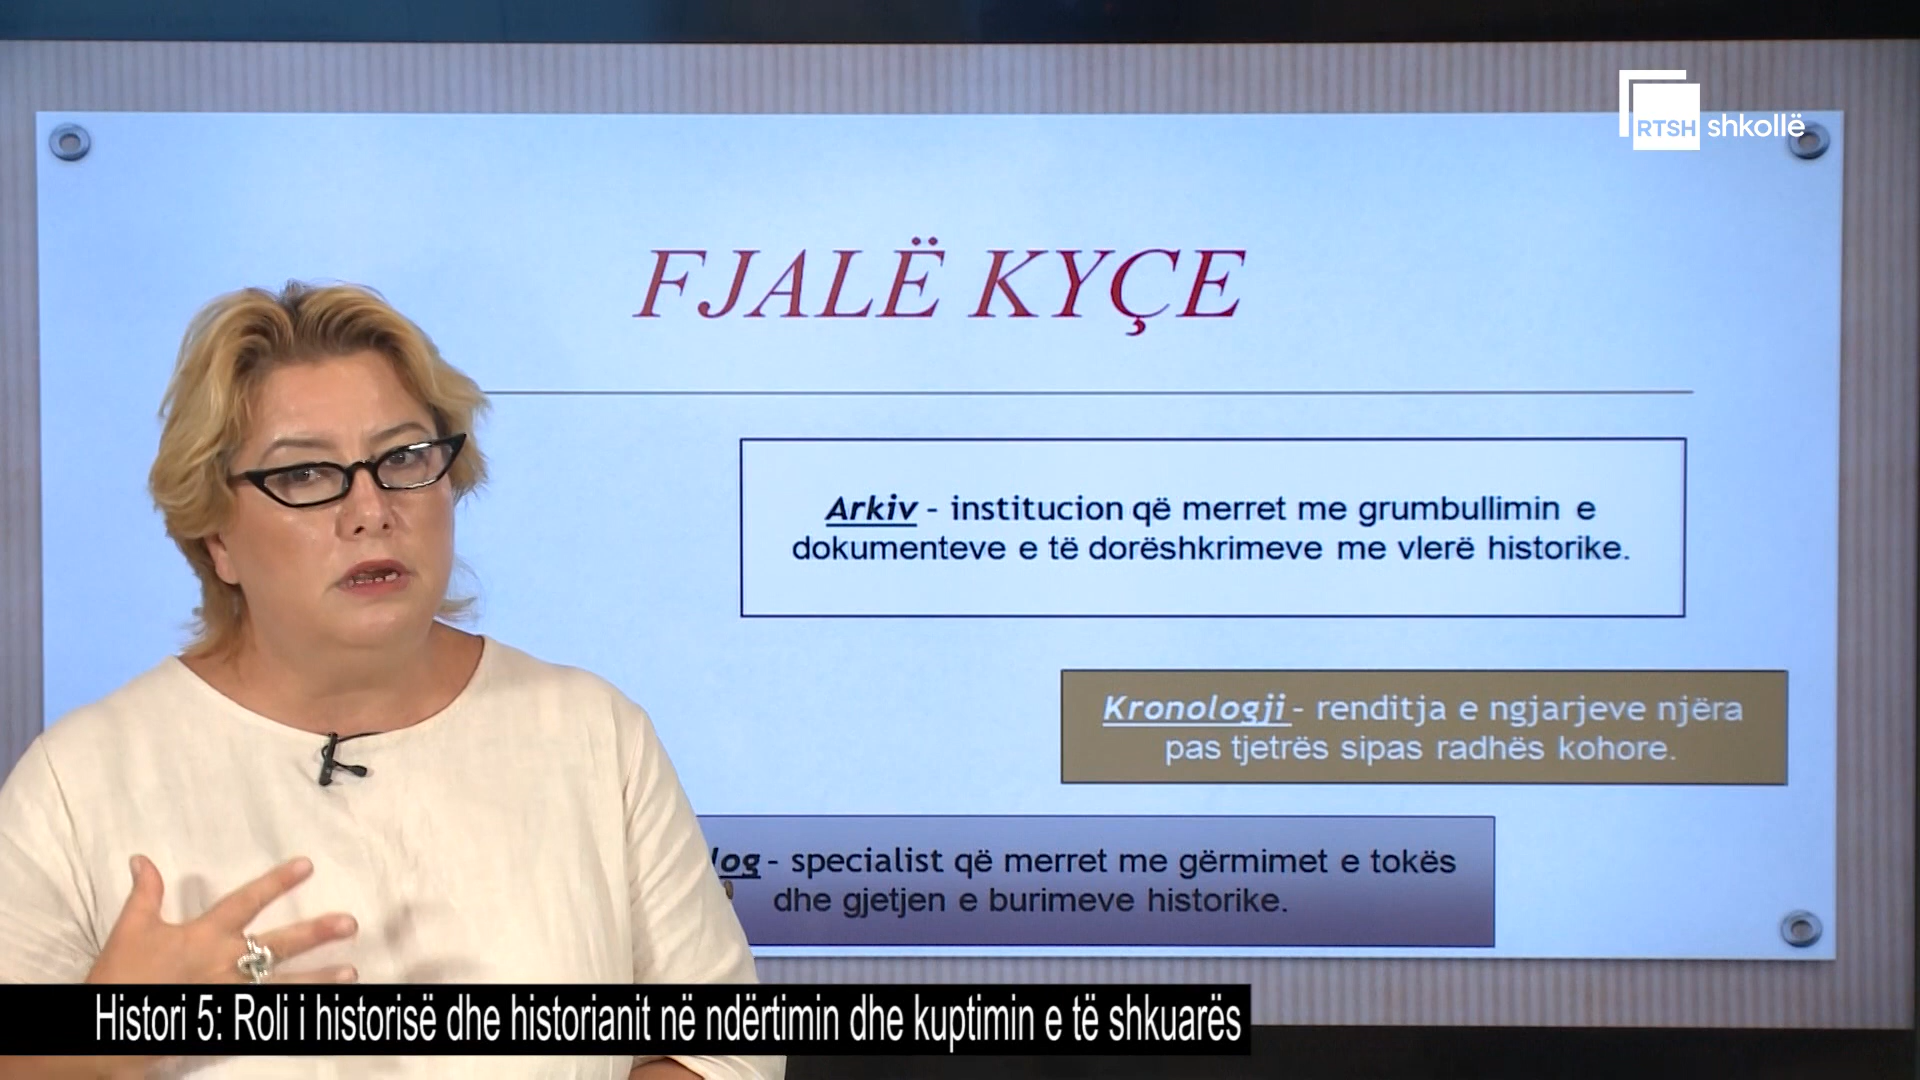 RTSH shkollë
FJALË KYÇE
Arkiv - institucion që merret me grumbullimin e
dokumenteve e të dorëshkrimeve me vlerë historike.
Kronologji - renditja e ngjarjeve njëra
pas tjetrës sipas radhës kohore.
log - specialist që merret me gërmimet e tokës
dhe gjetjen e burimeve historike.
Histori 5: Roli i historisë dhe historianit në ndërtimin dhe kuptimin e të shkuarës